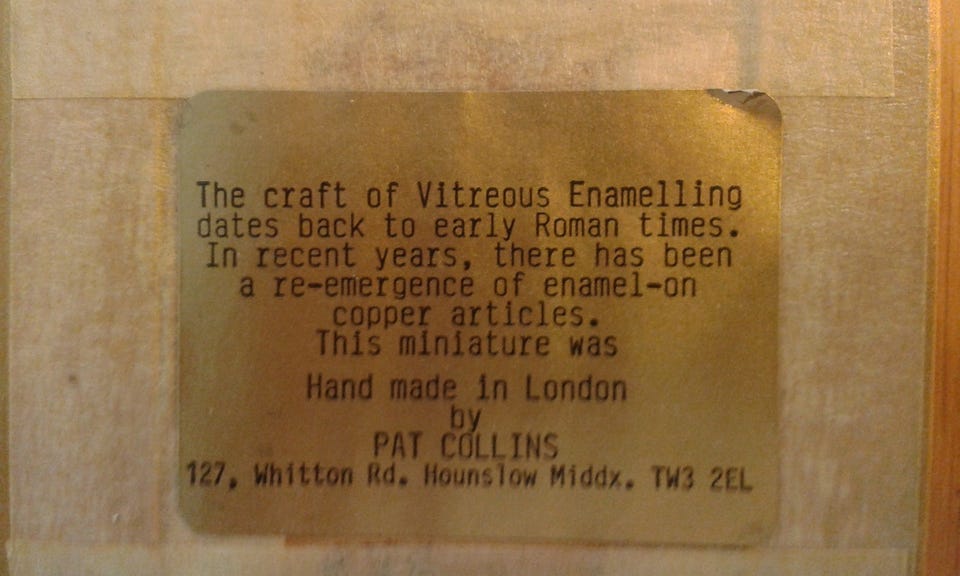 The craft of Vitreous Enamelling
dates back to early Roman times.
In recent years, there has been
a re-emergence of enamel-on
copper articles.
This miniature was
Hand made in London
by
PAT COLLINS
127, Whitton Rd. Hounslow Middx. TW3 2EL